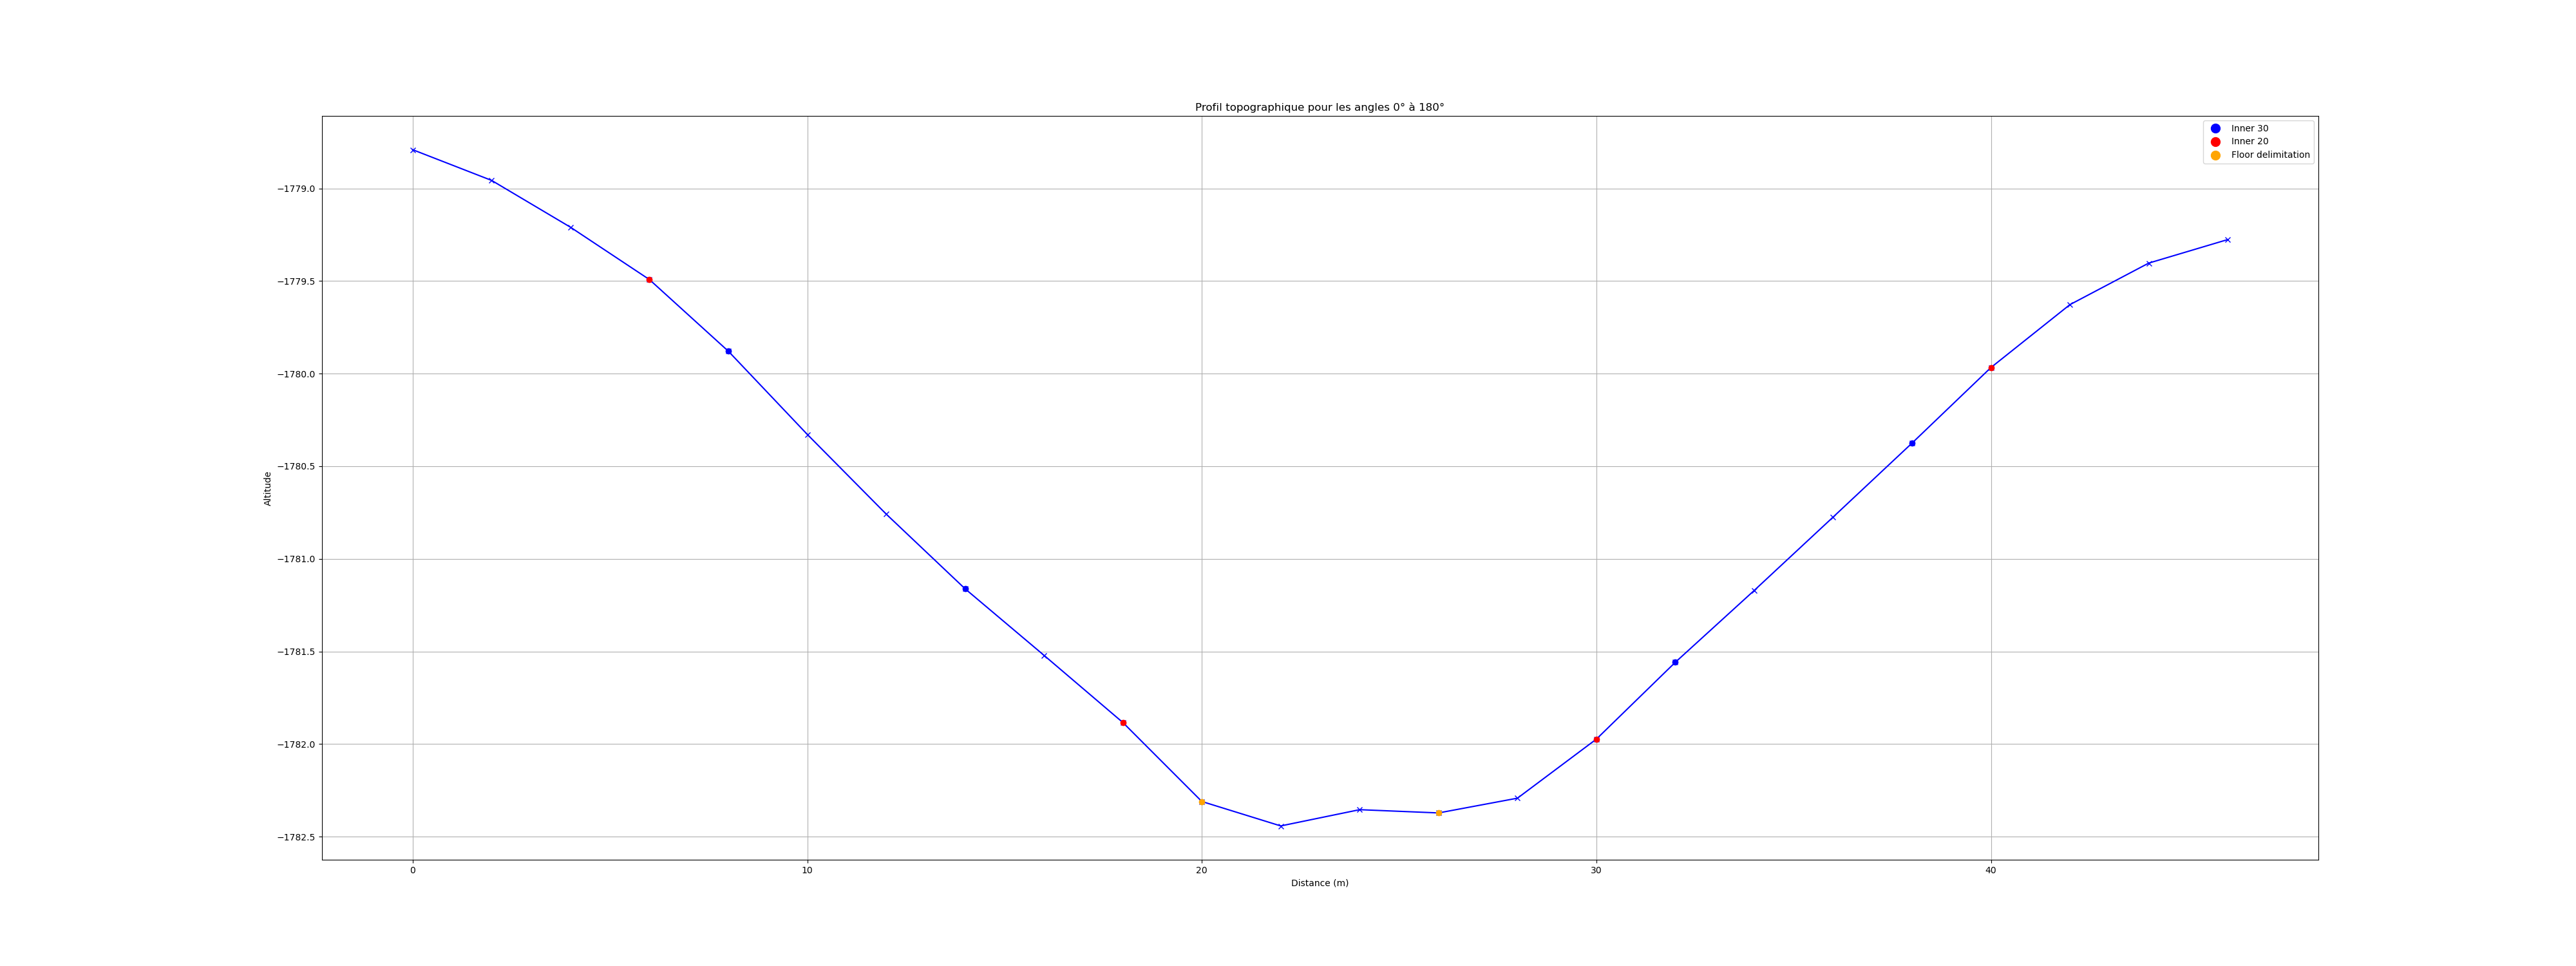 Profil topographique pour les angles 0° à 180°
Inner 30
Inner 20
Floor delimitation
−1779.0
−1779.5
−1780.0
−1780.5
−1781.0
−1781.5
−1782.0
−1782.5
Altitude
0 10 20 30 40
Distance (m)